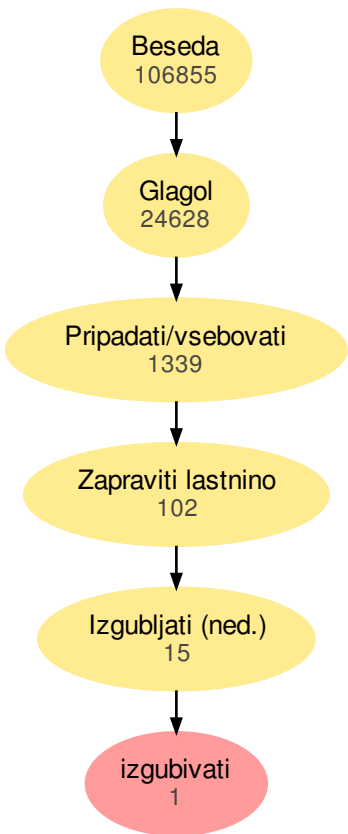 Beseda
106855
Glagol
24628
Pripadati/vsebovati
1339
Zapraviti lastnino
102
Izgubljati (ned.)
15
izgubivati
1